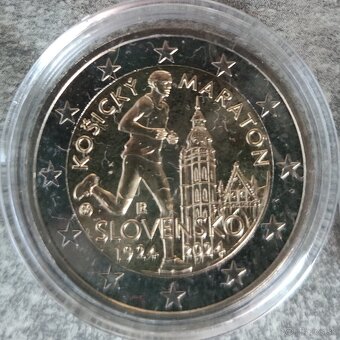 KOŠICKÝ MARATÓN
R
SLOVENSKO
1924 2024